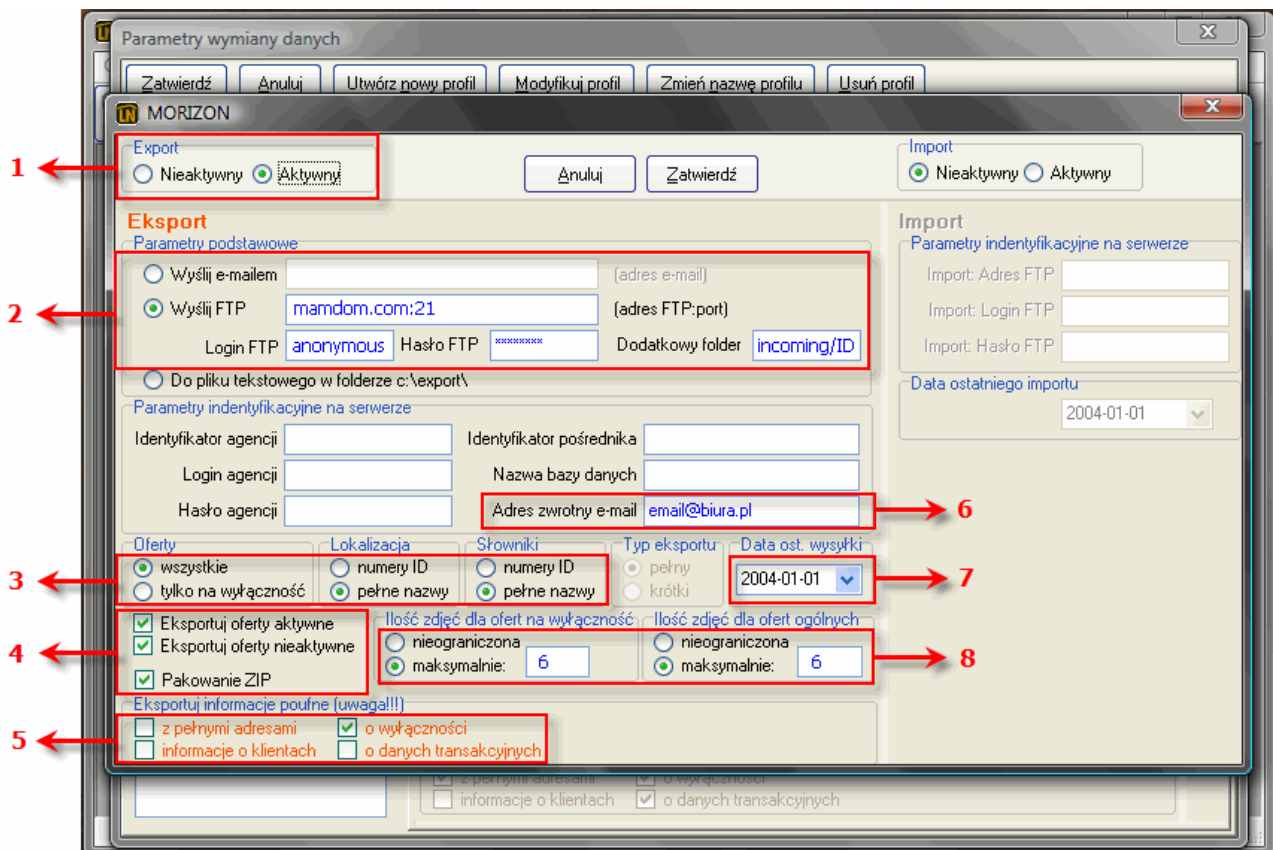 Parametry wymiany danych
Zatwierdź Anuluj Utwórz nowy profil Modyfikuj profil Zmień nazwę profilu Usuń profil
MORIZON
1
Export
Nieaktywny Aktywny
Anuluj Zatwierdź
Import
Nieaktywny Aktywny
Eksport
Parametry podstawowe
2
Wyślij e-mailem (adres e-mail)
Wyślij FTP mamdom.com:21 (adres FTP:port)
Login FTP anonymous Hasło FTP ******** Dodatkowy folder incoming/ID
Do pliku tekstowego w folderze c:\export\
Import
Parametry indentyfikacyjne na serwerze
Import: Adres FTP
Import: Login FTP
Import: Hasło FTP
Data ostatniego importu
2004-01-01
Parametry indentyfikacyjne na serwerze
Identyfikator agencji Identyfikator pośrednika
Login agencji Nazwa bazy danych
Hasło agencji Adres zwrotny e-mail email@biura.pl 6
Oferty Lokalizacja Słowniki Typ eksportu Data ost. wysyłki
3
wszystkie numery ID numery ID pełny 2004-01-01 7
tylko na wyłączność pełne nazwy pełne nazwy krótki
4
Eksportuj oferty aktywne
Eksportuj oferty nieaktywne
Pakowanie ZIP
Ilość zdjęć dla ofert na wyłączność Ilość zdjęć dla ofert ogólnych
nieograniczona nieograniczona
maksymalnie: 6 maksymalnie: 6 8
Eksportuj informacje poufne (uwaga!!!)
5
z pełnymi adresami o wyłączności
informacje o klientach o danych transakcyjnych
z pełnymi adresami o wyłączności
informacje o klientach o danych transakcyjnych